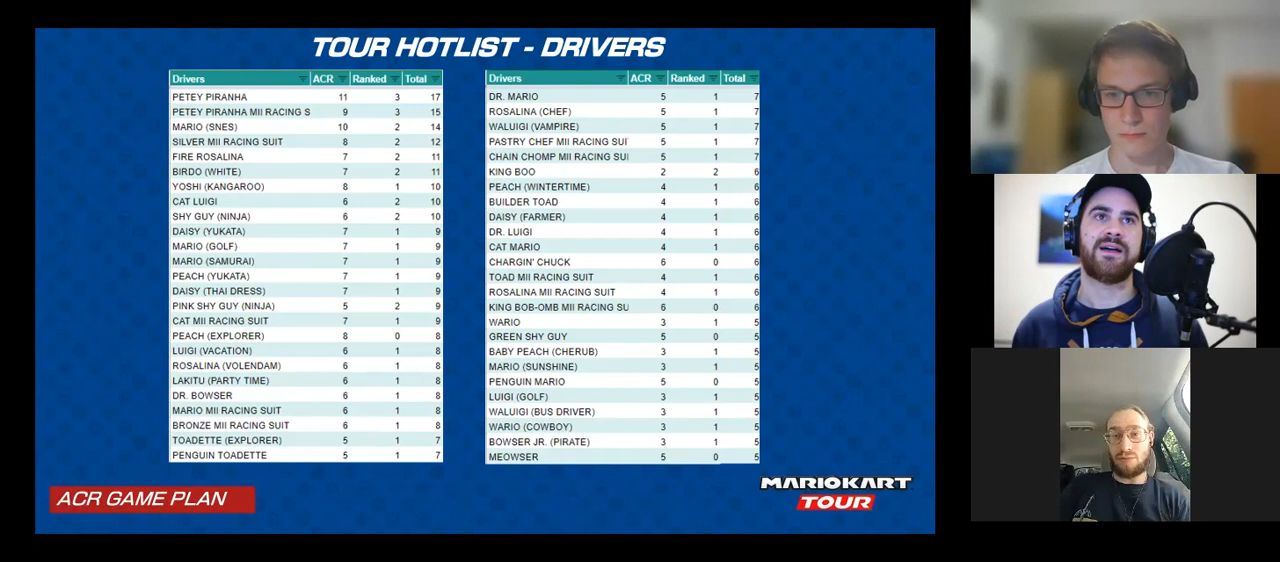 TOUR HOTLIST - DRIVERS
Drivers ACR Ranked Total
PETEY PIRANHA 11 3 17
PETEY PIRANHA MII RACING S 9 3 15
MARIO (SNES) 10 2 14
SILVER MII RACING SUIT 8 2 12
FIRE ROSALINA 7 2 11
BIRDO (WHITE) 7 2 11
YOSHI (KANGAROO) 8 1 10
CAT LUIGI 6 2 10
SHY GUY (NINJA) 6 2 10
DAISY (YUKATA) 7 1 9
MARIO (GOLF) 7 1 9
MARIO (SAMURAI) 7 1 9
PEACH (YUKATA) 7 1 9
DAISY (THAI DRESS) 7 1 9
PINK SHY GUY (NINJA) 5 2 9
CAT MII RACING SUIT 7 1 9
PEACH (EXPLORER) 8 0 8
LUIGI (VACATION) 6 1 8
ROSALINA (VOLENDAM) 6 1 8
LAKITU (PARTY TIME) 6 1 8
DR. BOWSER 6 1 8
MARIO MII RACING SUIT 6 1 8
BRONZE MII RACING SUIT 6 1 8
TOADETTE (EXPLORER) 5 1 7
PENGUIN TOADETTE 5 1 7
Drivers ACR Ranked Total
DR. MARIO 5 1 7
ROSALINA (CHEF) 5 1 7
WALUIGI (VAMPIRE) 5 1 7
PASTRY CHEF MII RACING SUI 5 1 7
CHAIN CHOMP MII RACING SUI 5 1 7
KING BOO 2 2 6
PEACH (WINTERTIME) 4 1 6
BUILDER TOAD 4 1 6
DAISY (FARMER) 4 1 6
DR. LUIGI 4 1 6
CAT MARIO 4 1 6
CHARGIN' CHUCK 6 0 6
TOAD MII RACING SUIT 4 1 6
ROSALINA MII RACING SUIT 4 1 6
KING BOB-OMB MII RACING SU 6 0 6
WARIO 3 1 5
GREEN SHY GUY 5 0 5
BABY PEACH (CHERUB) 3 1 5
MARIO (SUNSHINE) 3 1 5
PENGUIN MARIO 5 0 5
LUIGI (GOLF) 3 1 5
WALUIGI (BUS DRIVER) 3 1 5
WARIO (COWBOY) 3 1 5
BOWSER JR. (PIRATE) 3 1 5
MEOWSER 5 0 5
ACR GAME PLAN
MARIOKART
TOUR